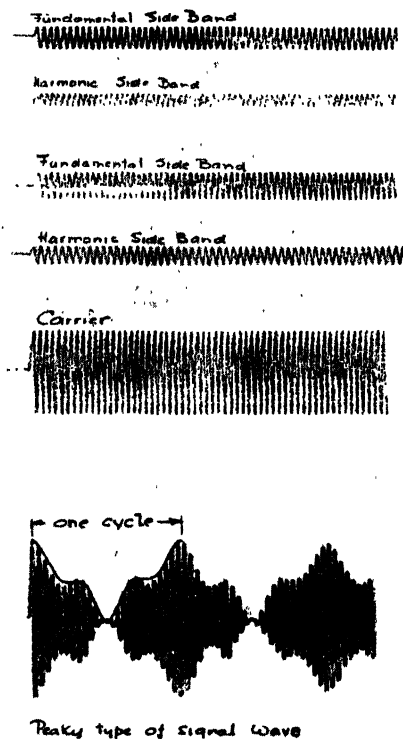 Fundamental Side Band
Harmonic Side Band
Fundamental Side Band
Harmonic Side Band
Carrier
one cycle
Peaky type of signal wave